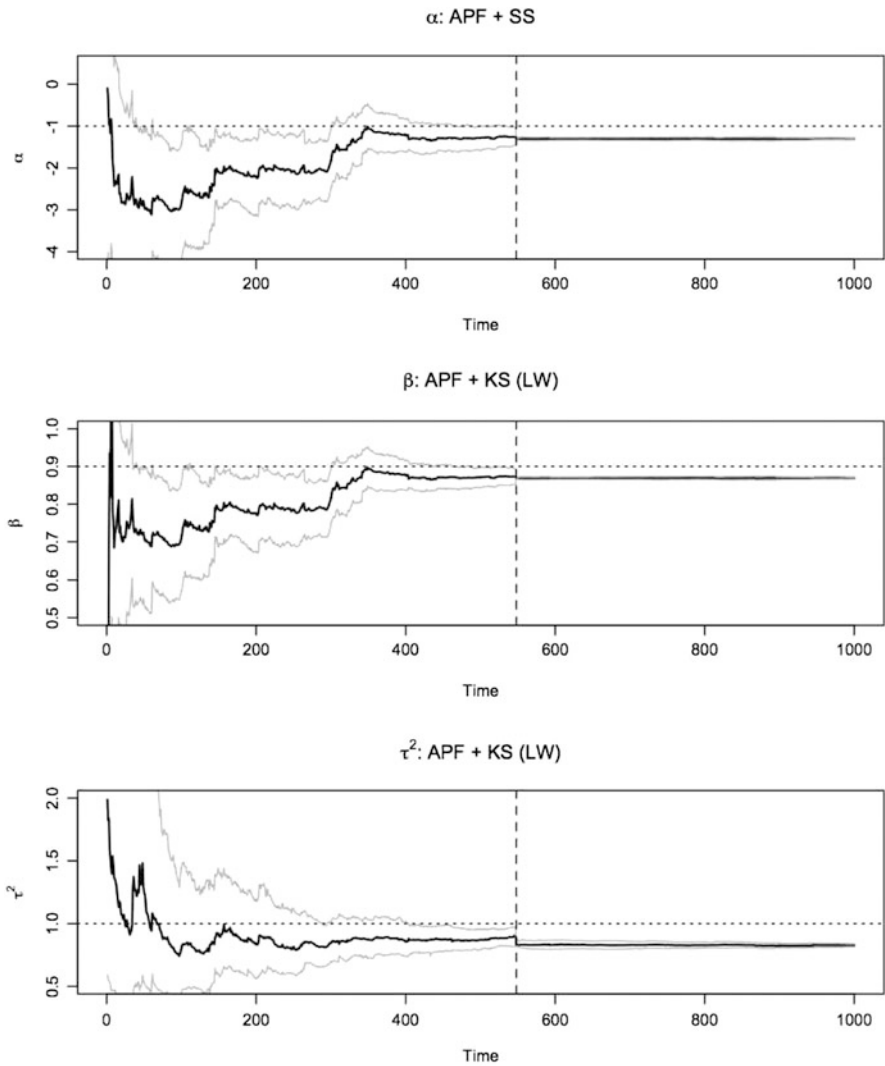 α: APF + SS
0
-1
-2
-3
-4
α
0 200 400 600 800 1000
Time
β: APF + KS (LW)
1.0
0.9
0.8
0.7
0.6
0.5
β
0 200 400 600 800 1000
Time
τ²: APF + KS (LW)
2.0
1.5
1.0
0.5
τ²
0 200 400 600 800 1000
Time